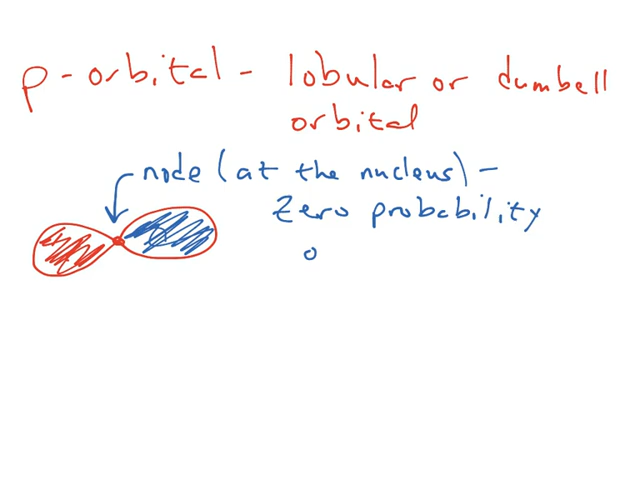 p-orbital - lobular or dumbell
orbital
node (at the nucleus) -
Zero probability
o